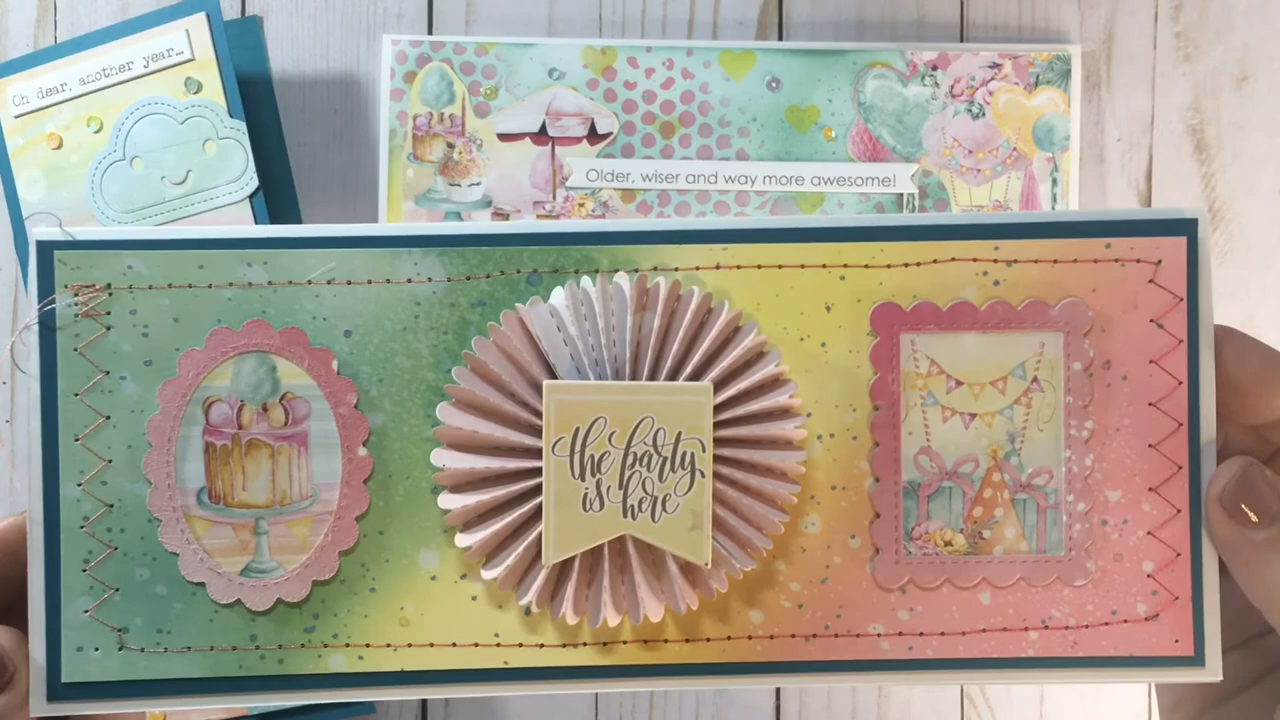 Oh dear, another year...
Older, wiser and way more awesome!
the party
is here